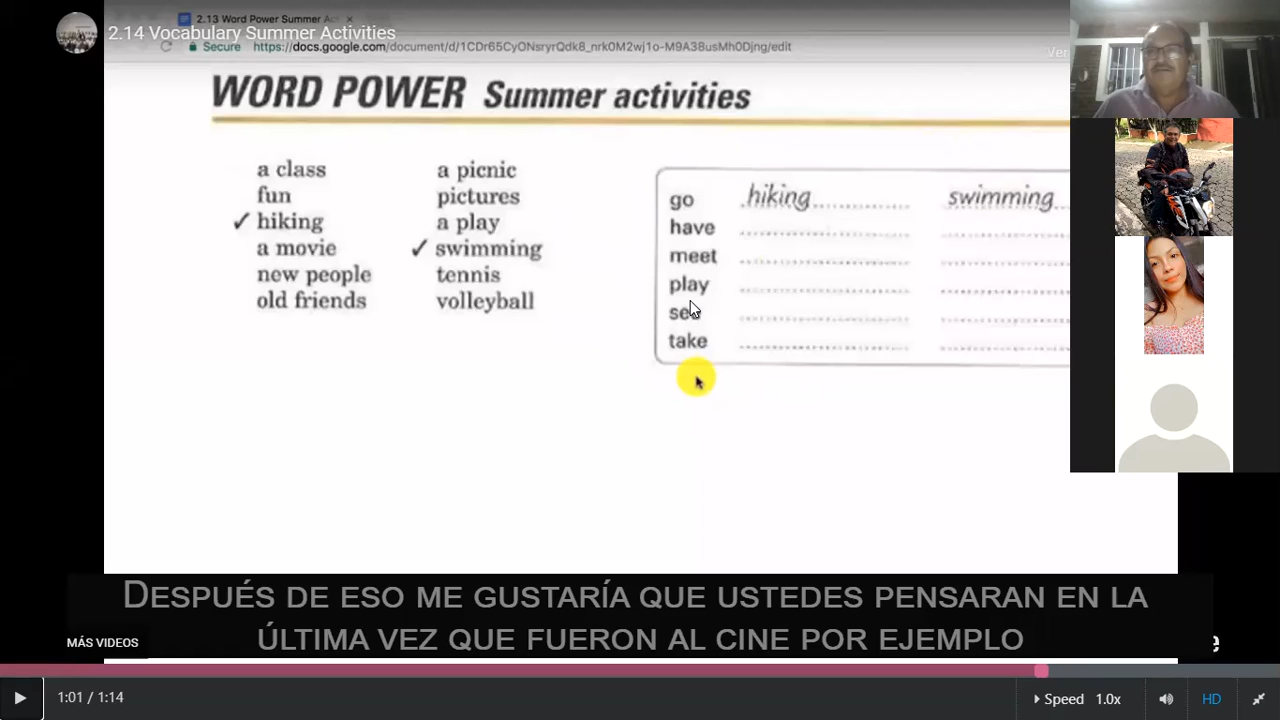 2.13 Word Power Summer
2.14 Vocabulary Summer Activities
Secure https://docs.google.com/document/d/1CDr65CyONsryrQdk8_nrk0M2wj1o-M9A38usMh0Djng/edit
WORD POWER Summer activities
a class
fun
✓ hiking
a movie
new people
old friends
a picnic
pictures
a play
✓ swimming
tennis
volleyball
go hiking swimming
have
meet
play
see
take
DESPUÉS DE ESO ME GUSTARÍA QUE USTEDES PENSARAN EN LA
ÚLTIMA VEZ QUE FUERON AL CINE POR EJEMPLO
MÁS VIDEOS
1:01 / 1:14
Speed 1.0x
HD